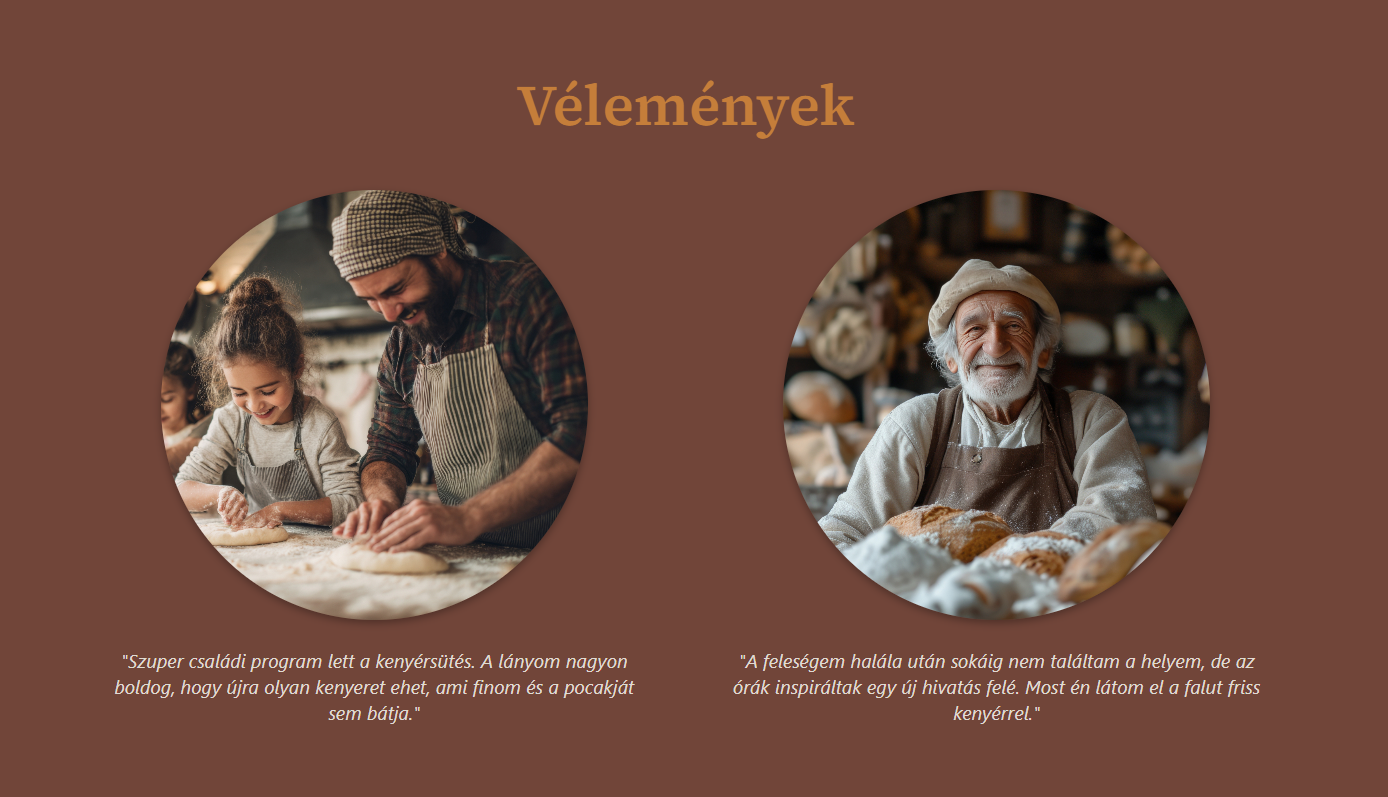 Vélemények
"Szuper családi program lett a kenyérsütés. A lányom nagyon
boldog, hogy újra olyan kenyeret ehet, ami finom és a pocakját
sem bátja."
"A feleségem halála után sokáig nem találtam a helyem, de az
órák inspiráltak egy új hivatás felé. Most én látom el a falut friss
kenyérrel."